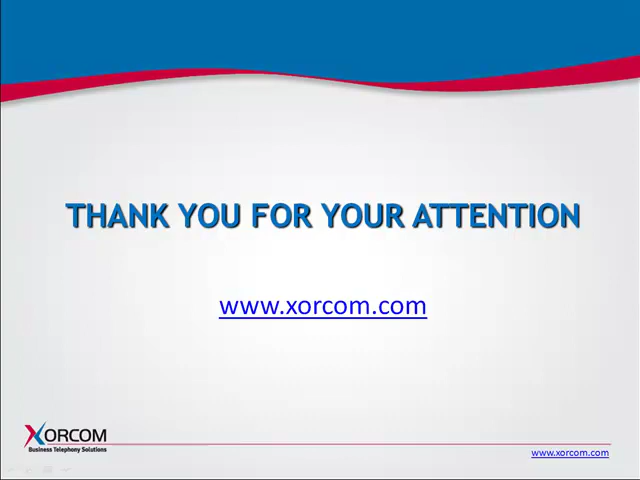 THANK YOU FOR YOUR ATTENTION
www.xorcom.com
XORCOM
Business Telephony Solutions
www.xorcom.com